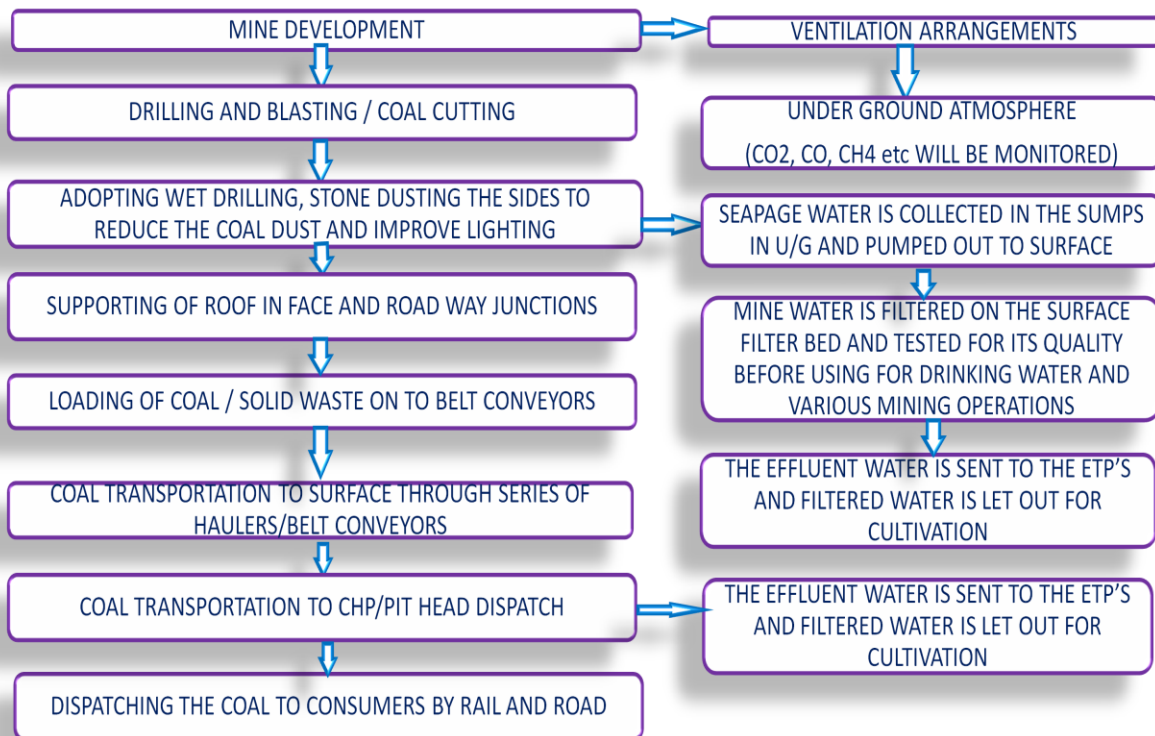 MINE DEVELOPMENT
VENTILATION ARRANGEMENTS
DRILLING AND BLASTING / COAL CUTTING
UNDER GROUND ATMOSPHERE
(CO2, CO, CH4 etc WILL BE MONITORED)
ADOPTING WET DRILLING, STONE DUSTING THE SIDES TO
REDUCE THE COAL DUST AND IMPROVE LIGHTING
SEAPAGE WATER IS COLLECTED IN THE SUMPS
IN U/G AND PUMPED OUT TO SURFACE
SUPPORTING OF ROOF IN FACE AND ROAD WAY JUNCTIONS
MINE WATER IS FILTERED ON THE SURFACE
FILTER BED AND TESTED FOR ITS QUALITY
BEFORE USING FOR DRINKING WATER AND
VARIOUS MINING OPERATIONS
LOADING OF COAL / SOLID WASTE ON TO BELT CONVEYORS
THE EFFLUENT WATER IS SENT TO THE ETP'S
AND FILTERED WATER IS LET OUT FOR
CULTIVATION
COAL TRANSPORTATION TO SURFACE THROUGH SERIES OF
HAULERS/BELT CONVEYORS
COAL TRANSPORTATION TO CHP/PIT HEAD DISPATCH
THE EFFLUENT WATER IS SENT TO THE ETP'S
AND FILTERED WATER IS LET OUT FOR
CULTIVATION
DISPATCHING THE COAL TO CONSUMERS BY RAIL AND ROAD